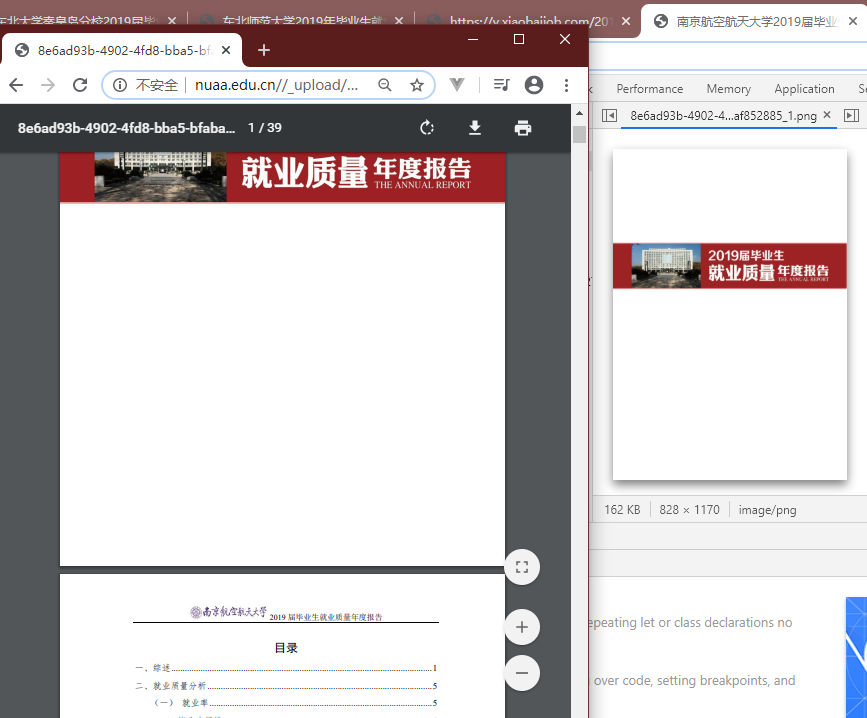 东北大学秦皇岛分校2019届毕
东北师范大学2019年毕业生就
https://y.xiaobaijob.com/20
南京航空航天大学2019届毕业
8e6ad93b-4902-4fd8-bba5-bf
不安全 nuaa.edu.cn//_upload/...
Performance Memory Application
8e6ad93b-4902-4...af852885_1.png
8e6ad93b-4902-4fd8-bba5-bfaba... 1 / 39
就业质量 年度报告
THE ANNUAL REPORT
2019届毕业生
就业质量 年度报告
THE ANNUAL REPORT
162 KB 828 × 1170 image/png
南京航空航天大学 2019 届毕业生就业质量年度报告
目录
一、综述 1
二、就业质量分析 5
（一） 就业率 5
epeating let or class declarations no
over code, setting breakpoints, and